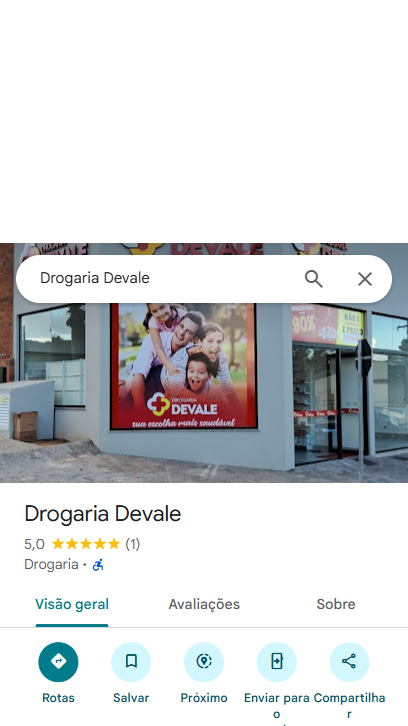 DEVALE
Drogaria Devale
90%
NÃO É
DROGARIA
DEVALE
sua escolha mais saudável
Drogaria Devale
5,0 (1)
Drogaria ·
Visão geral Avaliações Sobre
Rotas Salvar Próximo Enviar para o Compartilhar